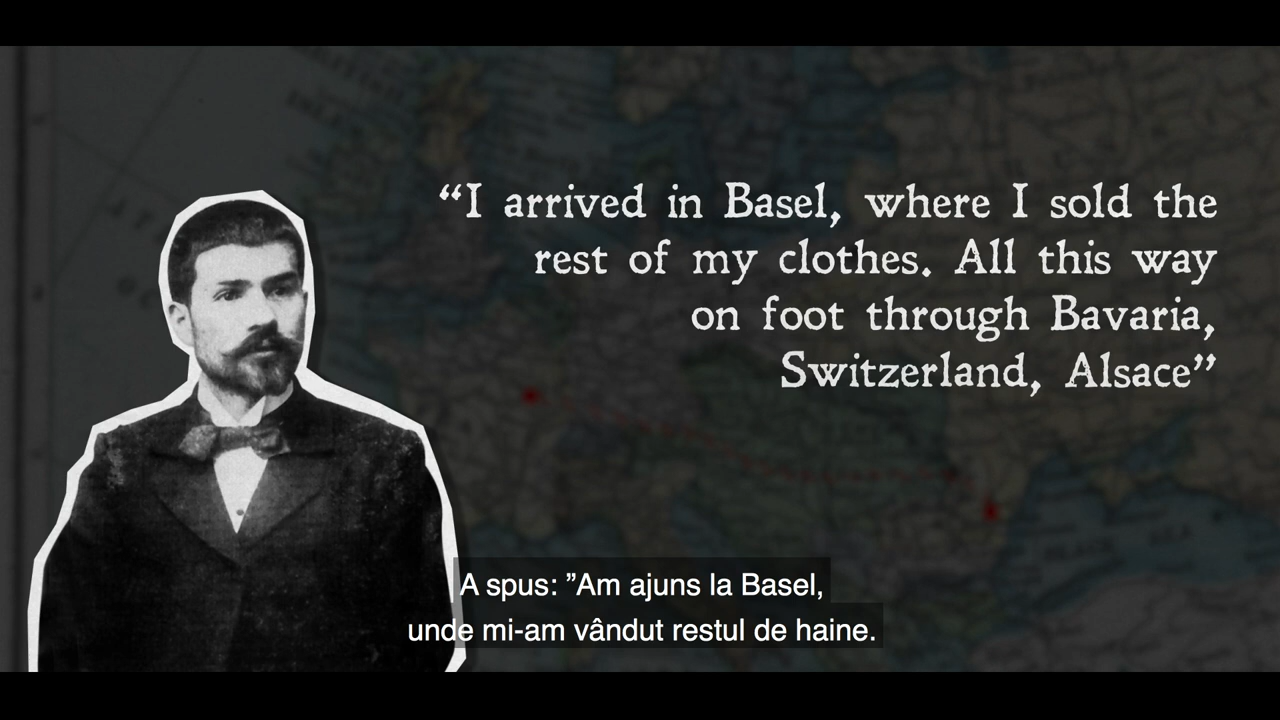 “I arrived in Basel, where I sold the
rest of my clothes. All this way
on foot through Bavaria,
Switzerland, Alsace”
A spus: ”Am ajuns la Basel,
unde mi-am vândut restul de haine.